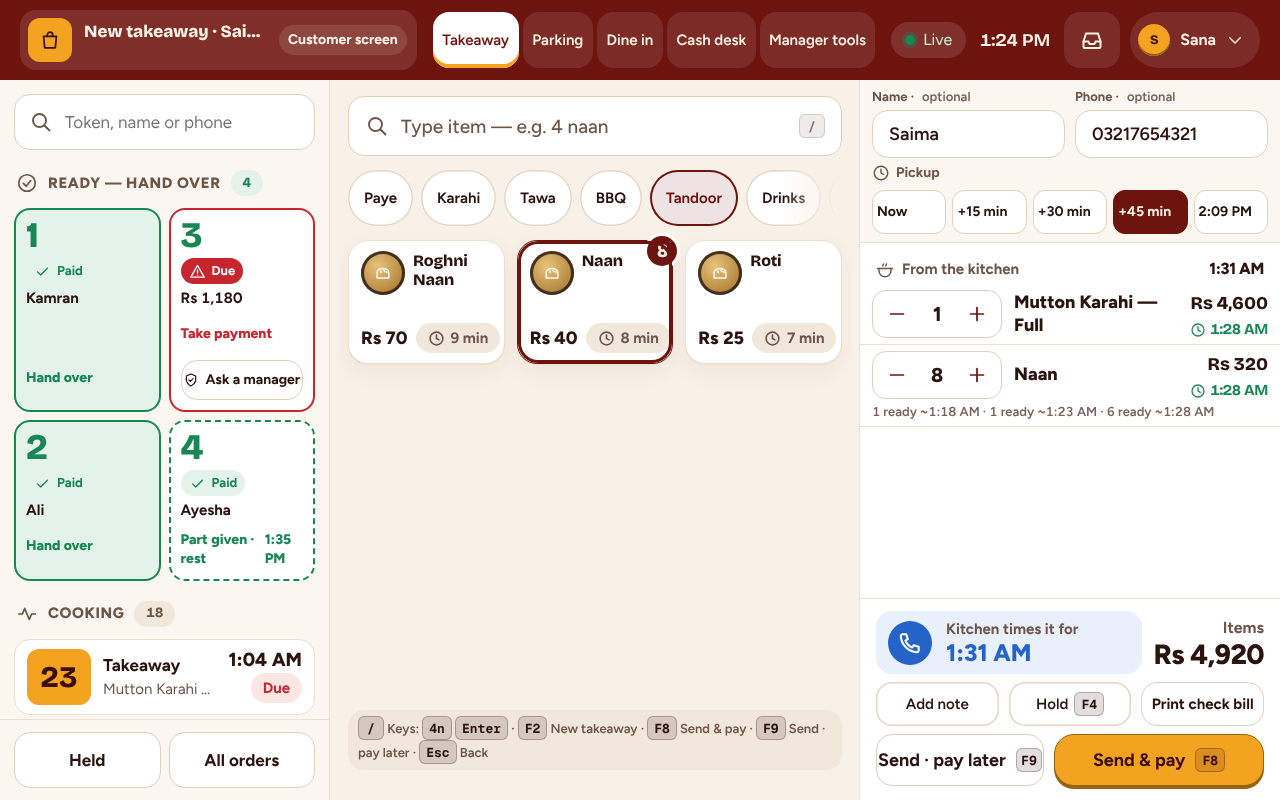 New takeaway · Sai...
Customer screen
Takeaway
Parking
Dine in
Cash desk
Manager tools
Live
1:24 PM
S
Sana
Token, name or phone
READY — HAND OVER 4
1
Paid
Kamran
Hand over
3
Due
Rs 1,180
Take payment
Ask a manager
2
Paid
Ali
Hand over
4
Paid
Ayesha
Part given · rest
1:35 PM
COOKING 18
23
Takeaway
Mutton Karahi ...
1:04 AM
Due
Held
All orders
Type item — e.g. 4 naan
/
Paye
Karahi
Tawa
BBQ
Tandoor
Drinks
Roghni Naan
Rs 70
9 min
8
Naan
Rs 40
8 min
Roti
Rs 25
7 min
/ Keys: 4n Enter · F2 New takeaway · F8 Send & pay · F9 Send ·
pay later · Esc Back
Name · optional
Phone · optional
Saima
03217654321
Pickup
Now
+15 min
+30 min
+45 min
2:09 PM
From the kitchen
1:31 AM
− 1 +
Mutton Karahi — Full
Rs 4,600
1:28 AM
− 8 +
Naan
Rs 320
1:28 AM
1 ready ~1:18 AM · 1 ready ~1:23 AM · 6 ready ~1:28 AM
Kitchen times it for
1:31 AM
Items
Rs 4,920
Add note
Hold F4
Print check bill
Send · pay later F9
Send & pay F8